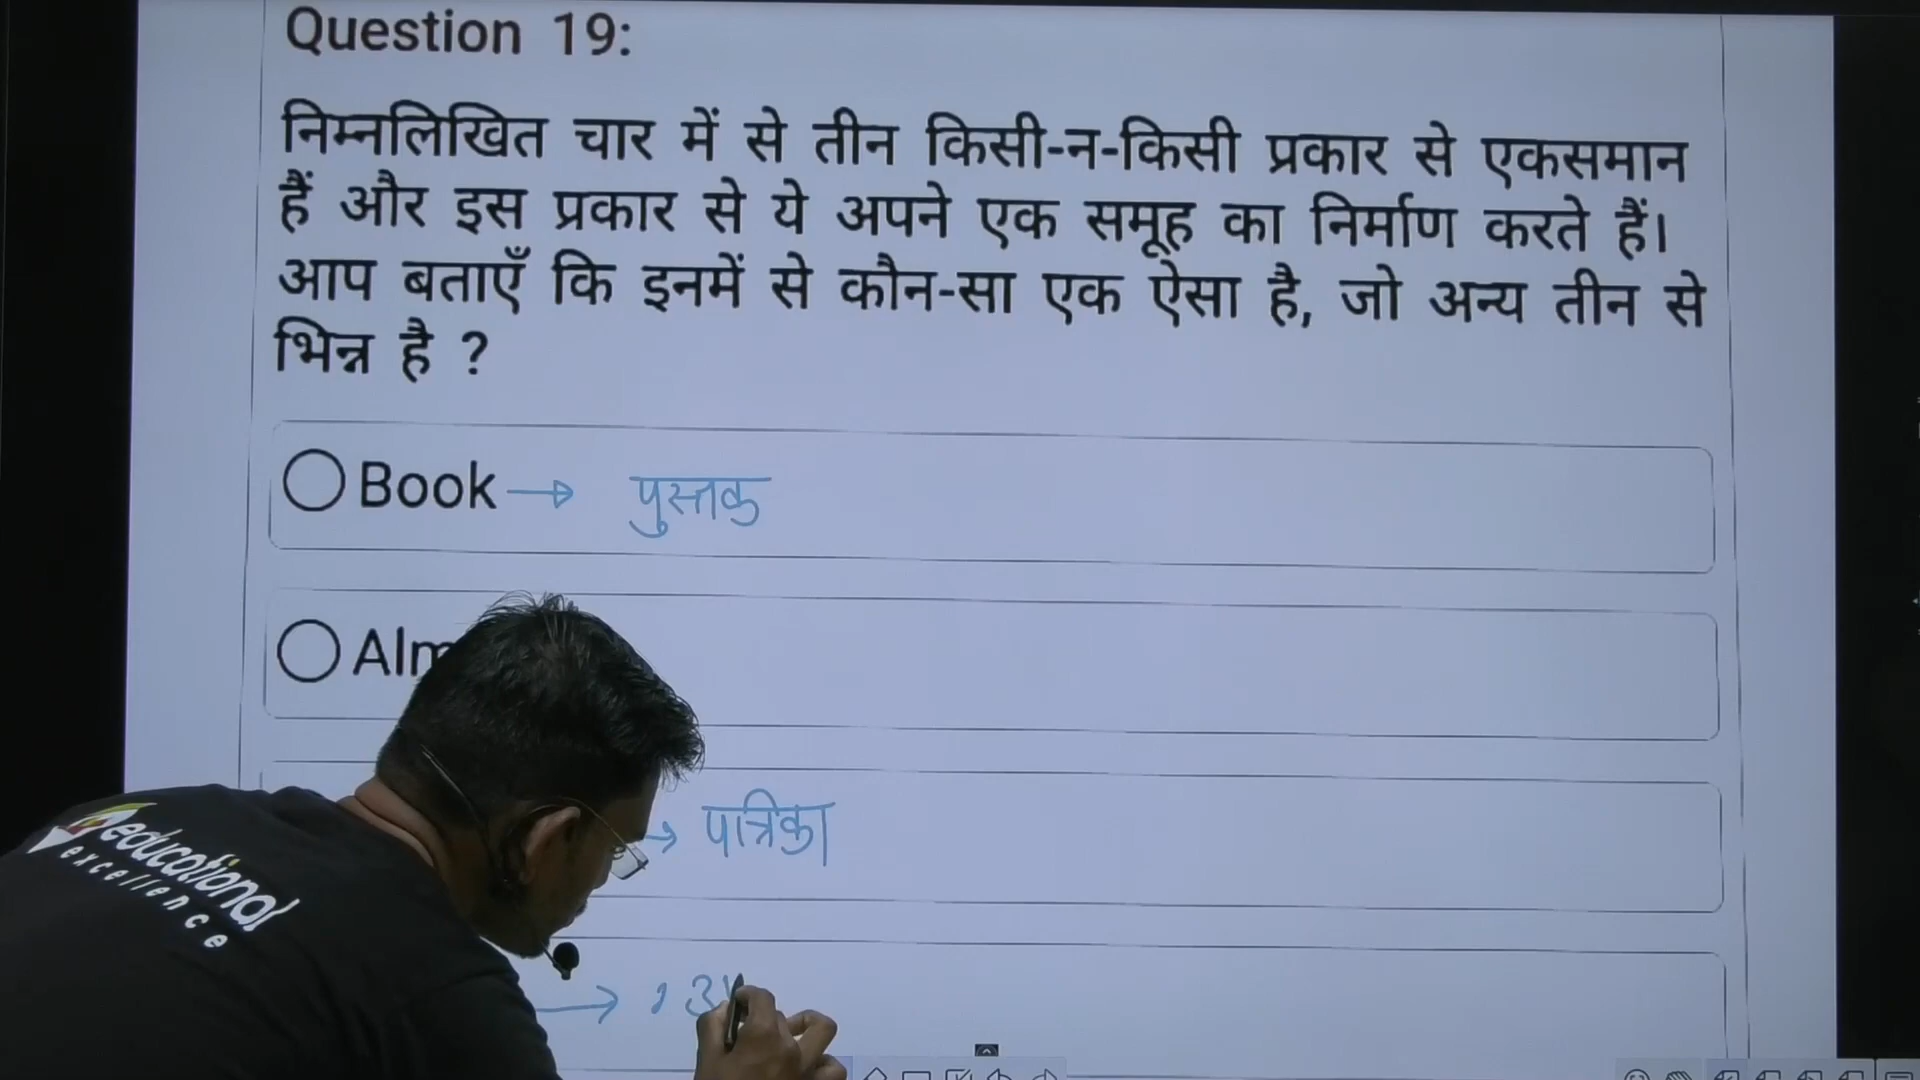 Question 19:
निम्नलिखित चार में से तीन किसी-न-किसी प्रकार से एकसमान
हैं और इस प्रकार से ये अपने एक समूह का निर्माण करते हैं।
आप बताएँ कि इनमें से कौन-सा एक ऐसा है, जो अन्य तीन से
भिन्न है ?
Book → पुस्तक
→ पत्रिका
educational
excellence